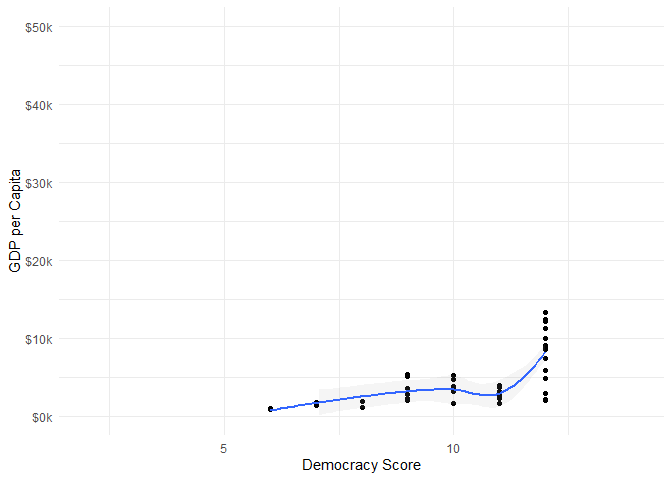 $50k
$40k
$30k
$20k
$10k
$0k
GDP per Capita
5 10
Democracy Score